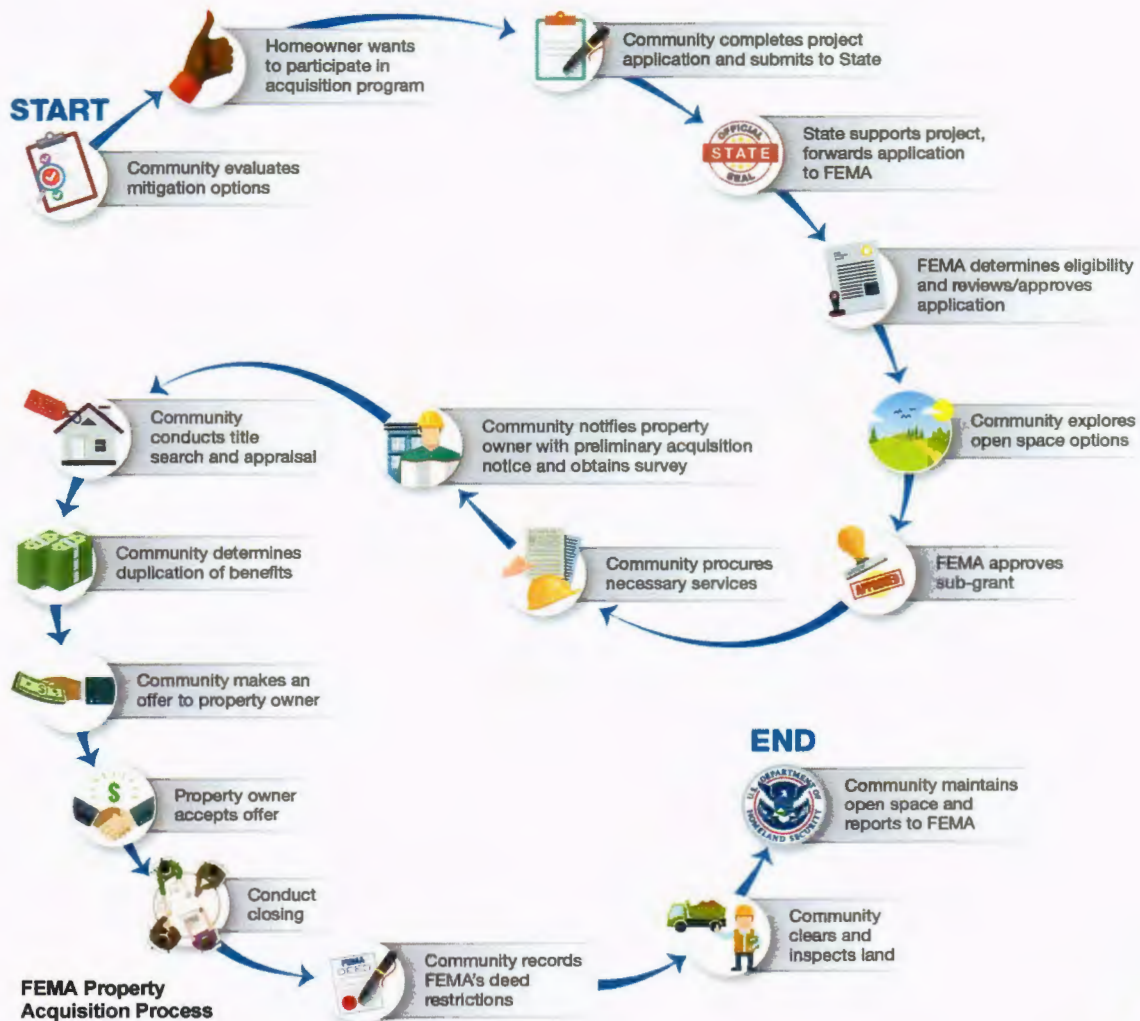 START
Community evaluates
mitigation options
Homeowner wants
to participate in
acquisition program
Community completes project
application and submits to State
OFFICIAL
STATE
SEAL
State supports project,
forwards application
to FEMA
FEMA determines eligibility
and reviews/approves
application
Community explores
open space options
APPROVED
FEMA approves
sub-grant
Community procures
necessary services
Community notifies property
owner with preliminary acquisition
notice and obtains survey
Community
conducts title
search and appraisal
Community determines
duplication of benefits
Community makes an
offer to property owner
$
Property owner
accepts offer
Conduct
closing
FEMA
DEED
Community records
FEMA's deed
restrictions
Community
clears and
inspects land
END
U.S. DEPARTMENT OF
HOMELAND SECURITY
Community maintains
open space and
reports to FEMA
FEMA Property
Acquisition Process